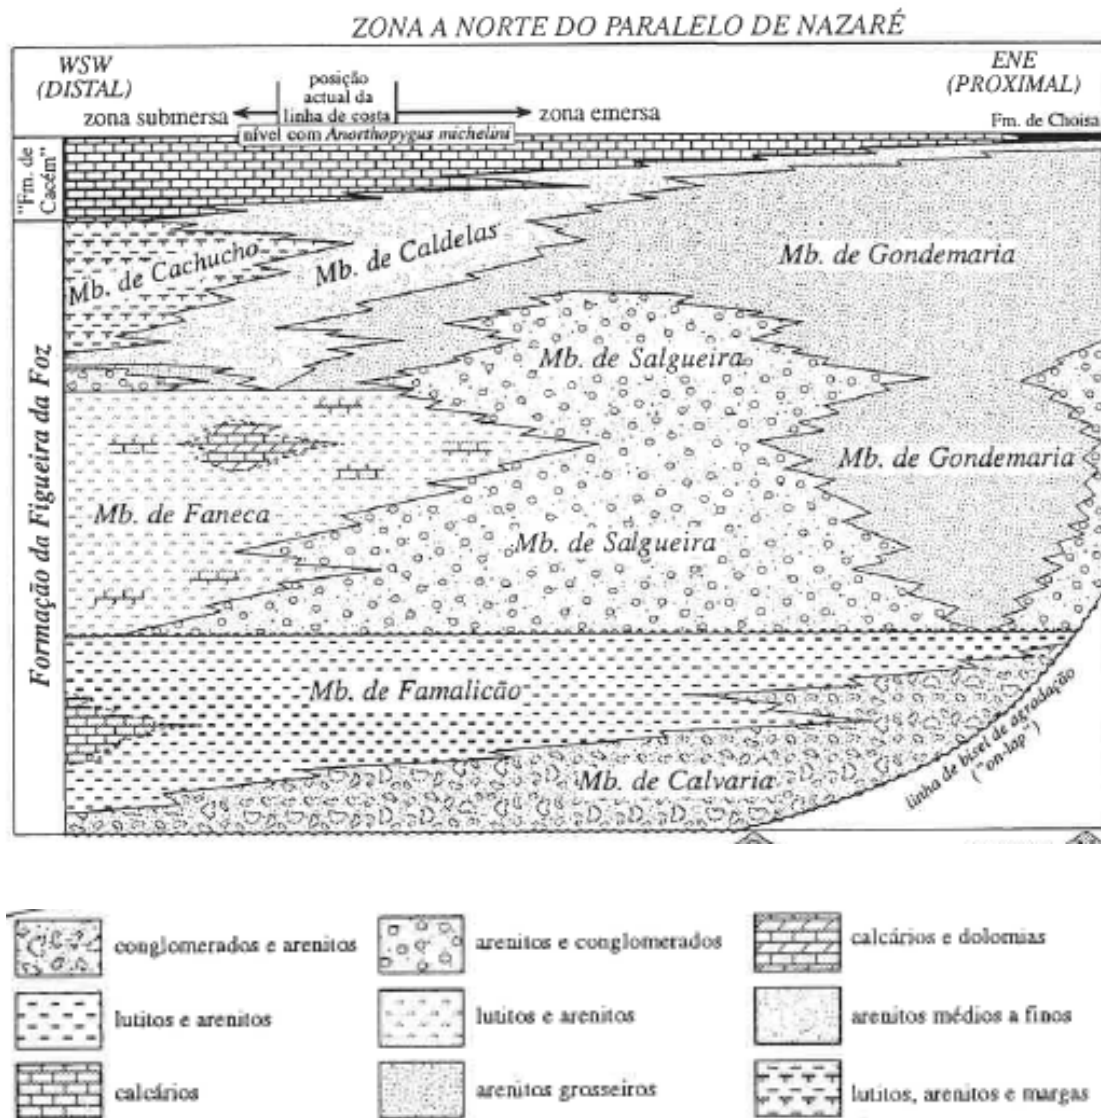 ZONA A NORTE DO PARALELO DE NAZARÉ
WSW
(DISTAL)
posição
actual da
linha de costa
ENE
(PROXIMAL)
zona submersa
zona emersa
nível com Anorthopygus michelini
Fm. de Choisa
"Fm. de
Cacém"
Formação da Figueira da Foz
Mb. de Cachucho
Mb. de Caldelas
Mb. de Gondemaria
Mb. de Salgueira
Mb. de Gondemaria
Mb. de Faneca
Mb. de Salgueira
Mb. de Famalicão
Mb. de Calvaria
linha de bisel de agradação
("on-lap")
conglomerados e arenitos
arenitos e conglomerados
calcários e dolomias
lutitos e arenitos
lutitos e arenitos
arenitos médios a finos
calcários
arenitos grosseiros
lutitos, arenitos e margas